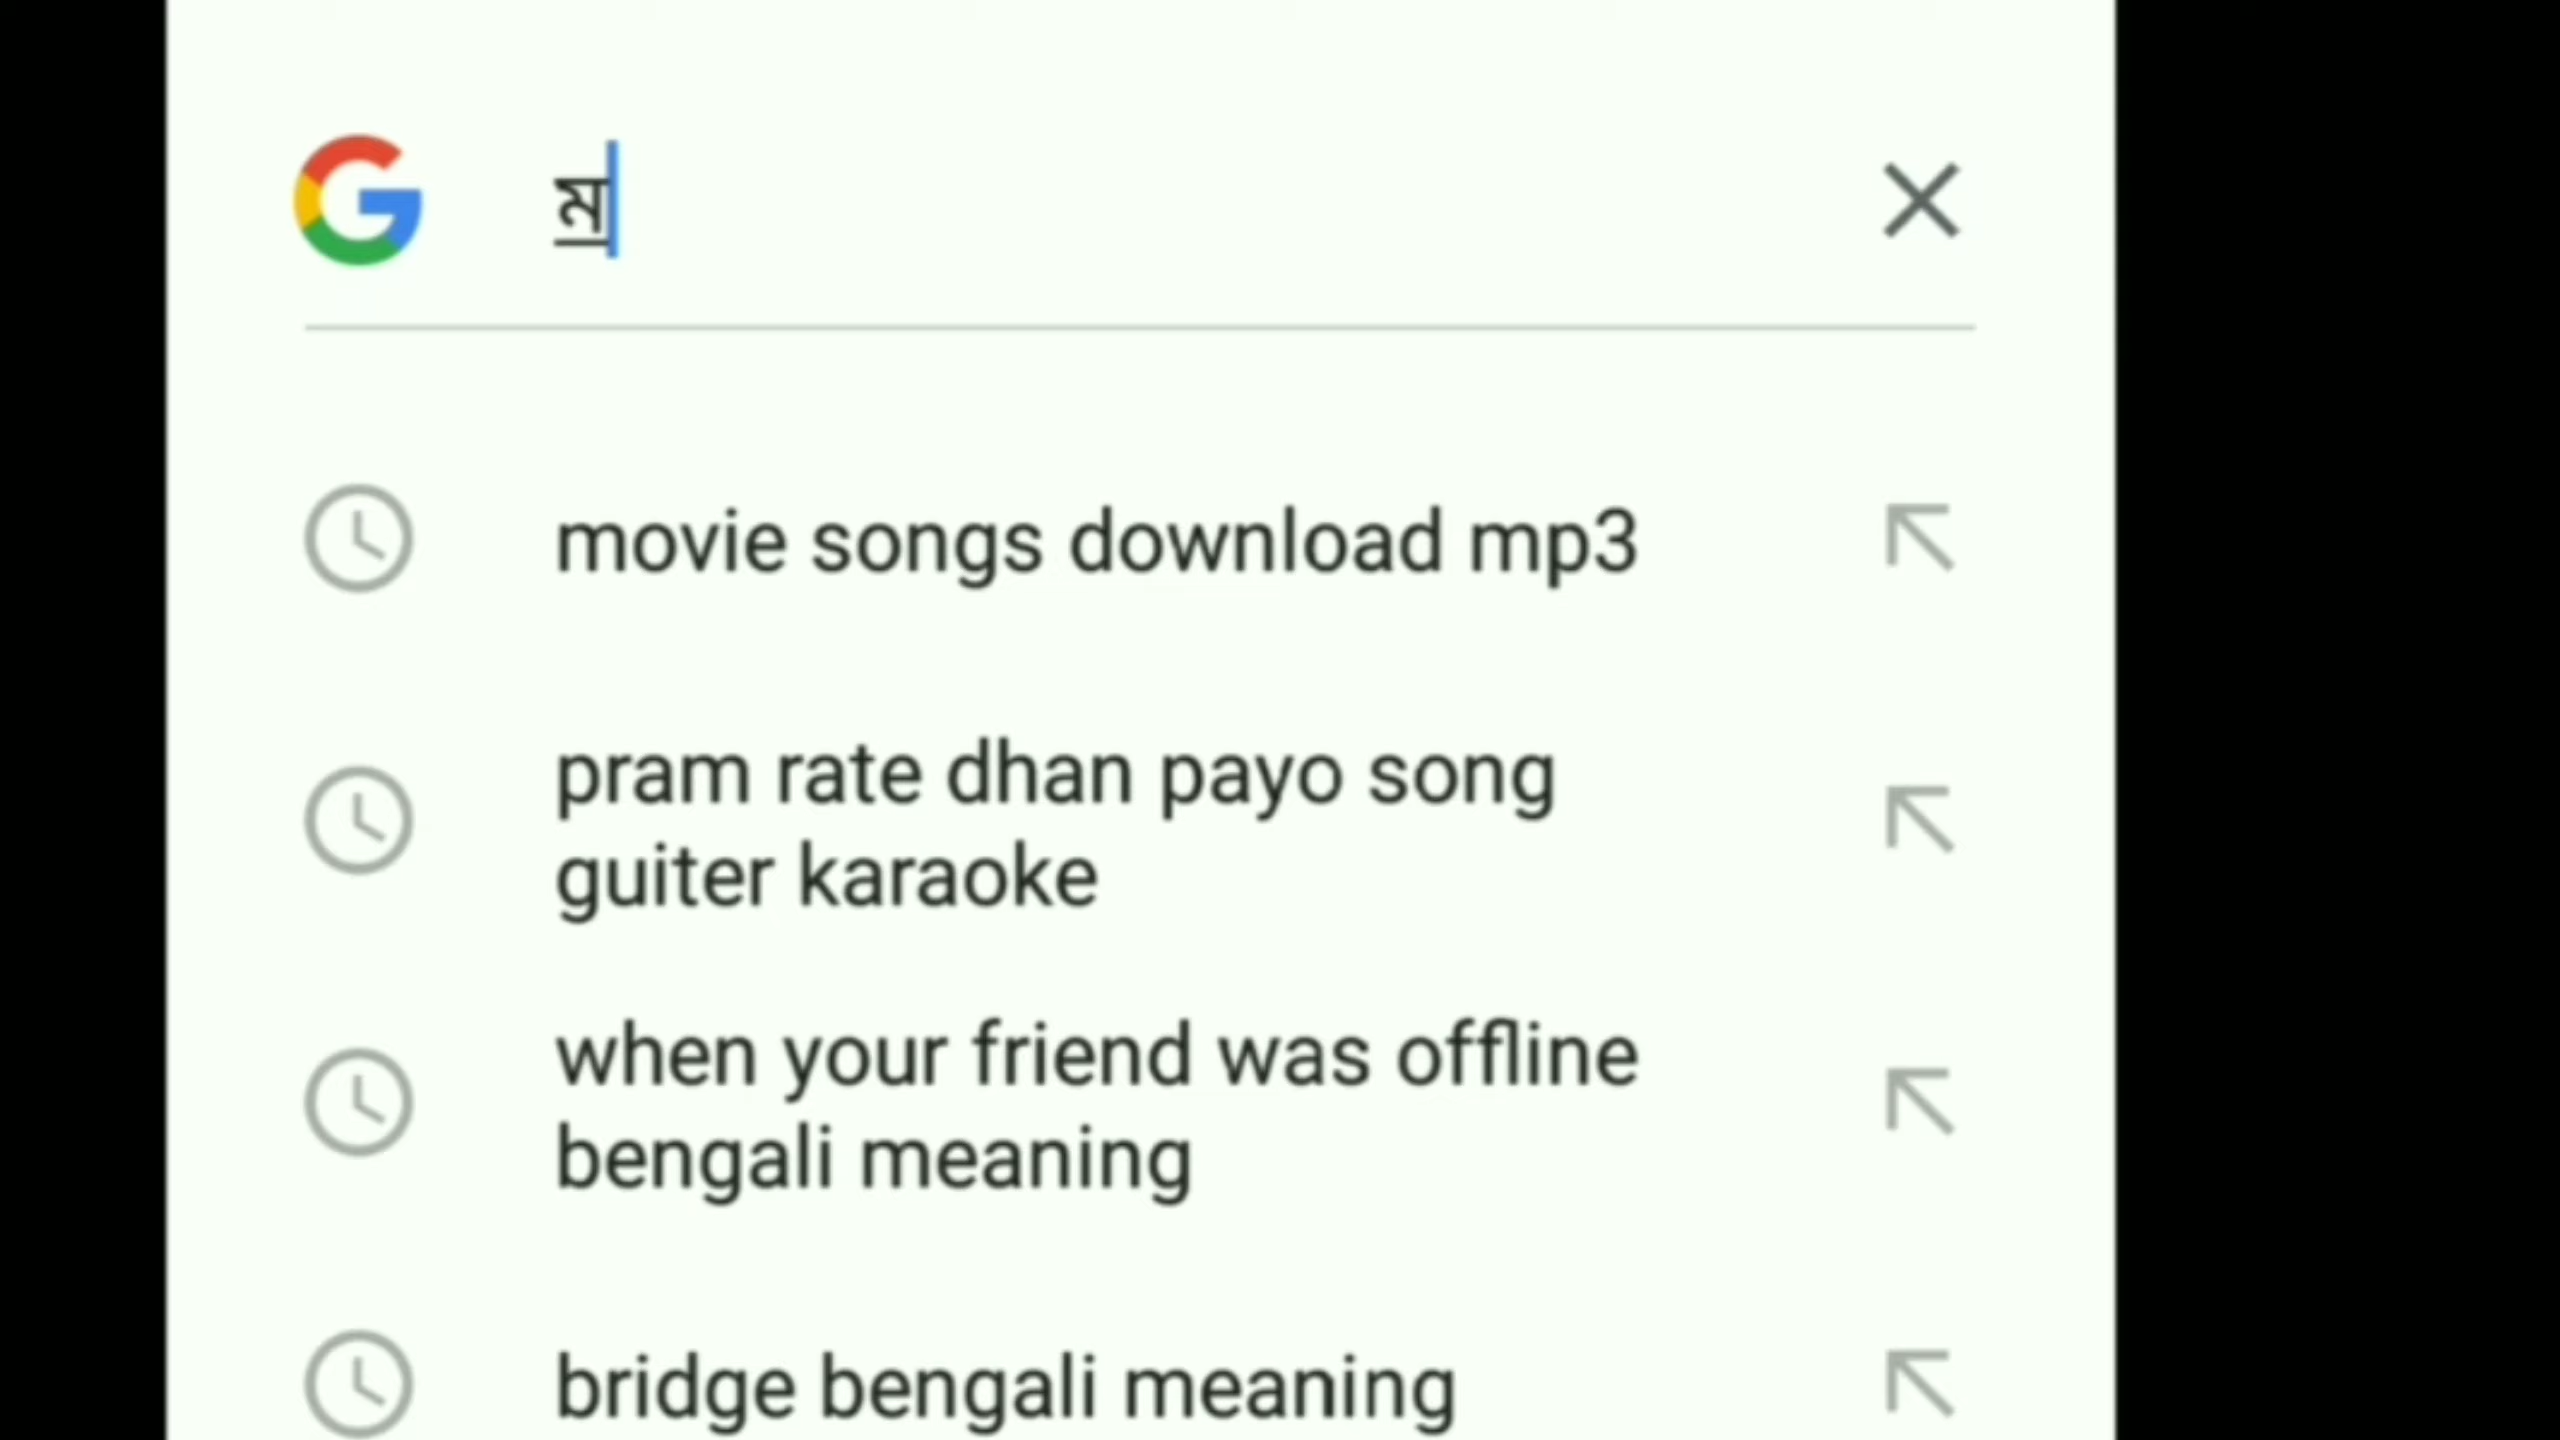 movie songs download mp3
pram rate dhan payo song
guiter karaoke
when your friend was offline
bengali meaning
bridge bengali meaning